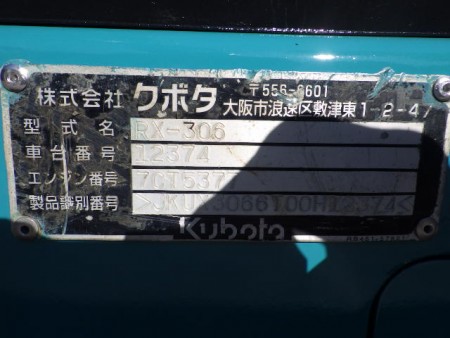 株式会社 クボタ 〒556-8601
大阪市浪速区敷津東1-2-47
型式名 RX-306
車台番号 12374
エンジン番号
製品識別番号
Kubota